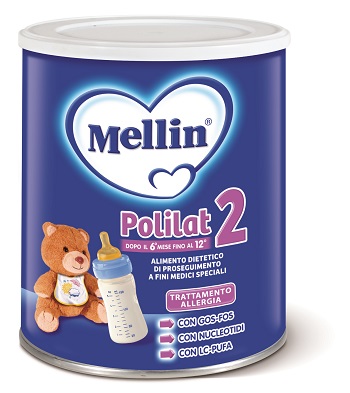 Mellin®
Polilat 2
DOPO IL 6° MESE FINO AL 12°
ALIMENTO DIETETICO
DI PROSEGUIMENTO
A FINI MEDICI SPECIALI
TRATTAMENTO
ALLERGIA
CON GOS-FOS
CON NUCLEOTIDI
CON LC-PUFA